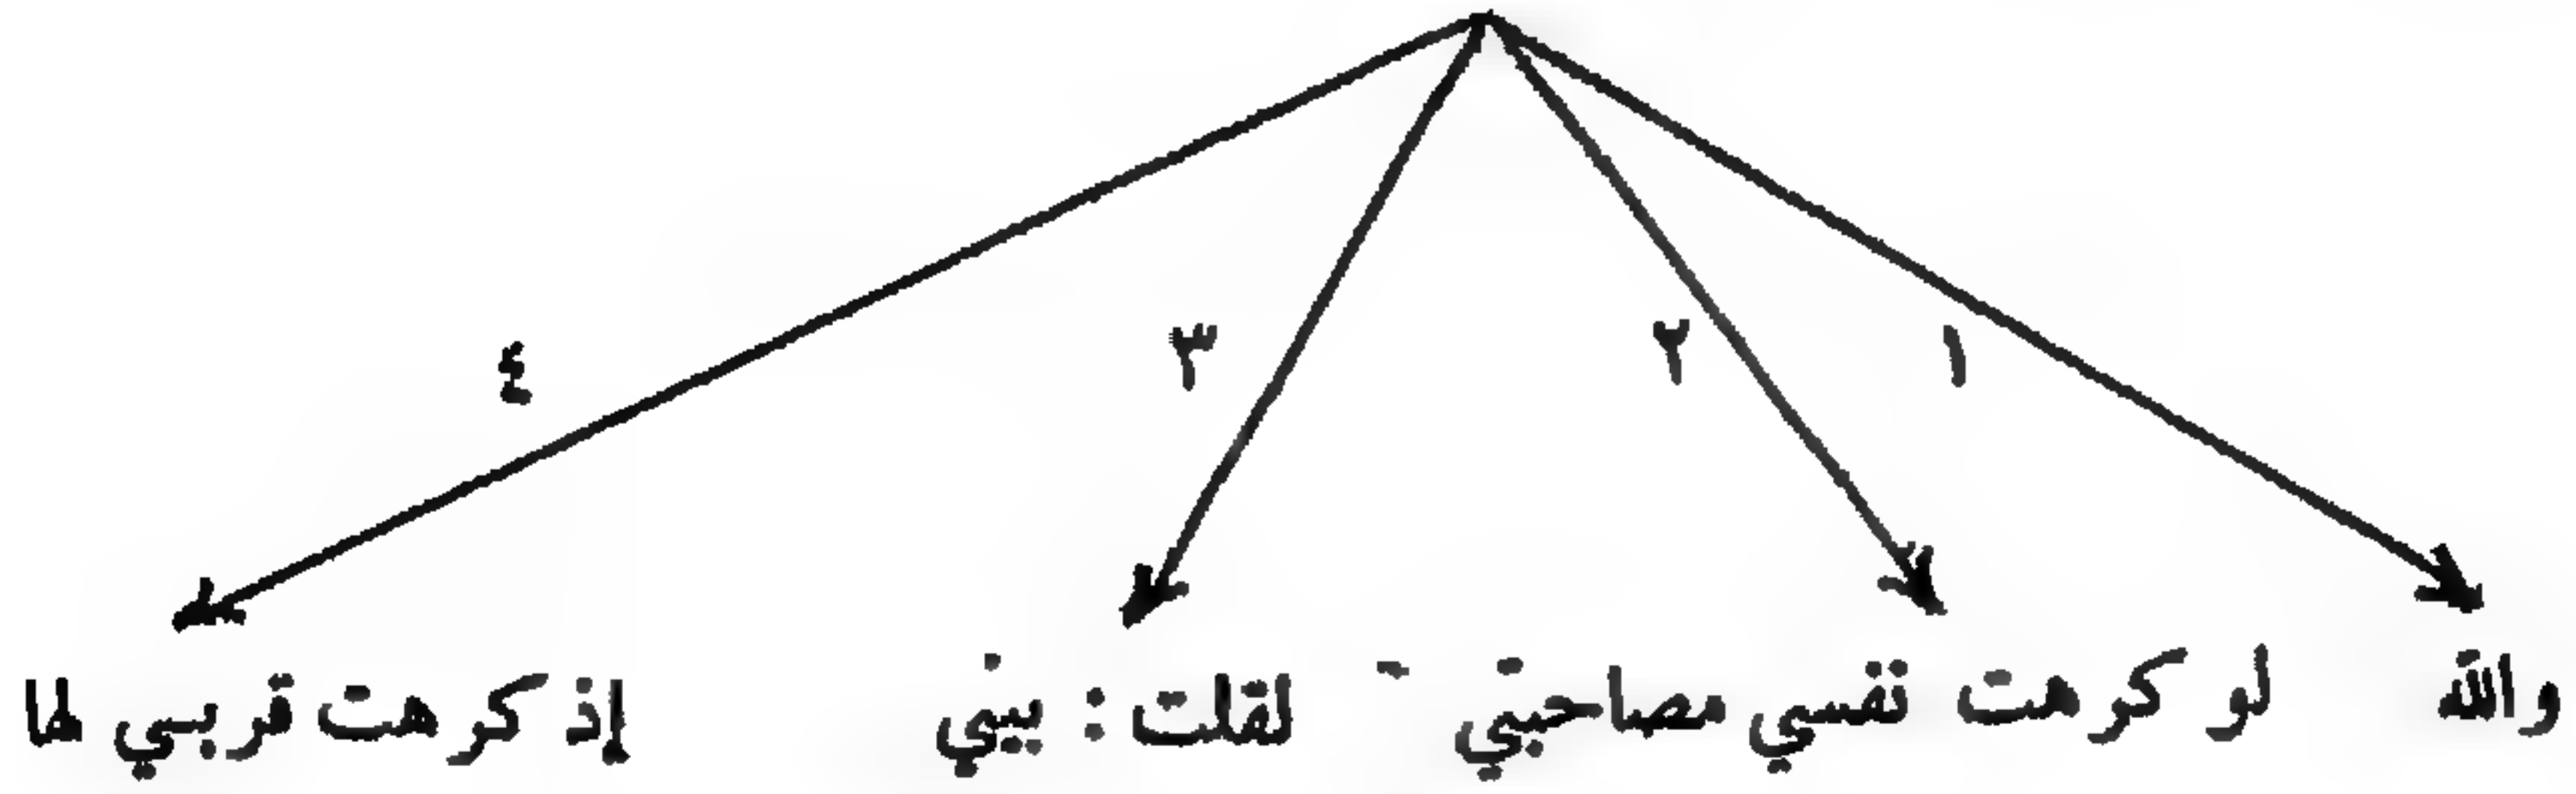 ١ ٢ ٣ ٤
والله لو كرهت نفسي مصاحبتي - لقلت : بيني إذ كرهت قربي لها